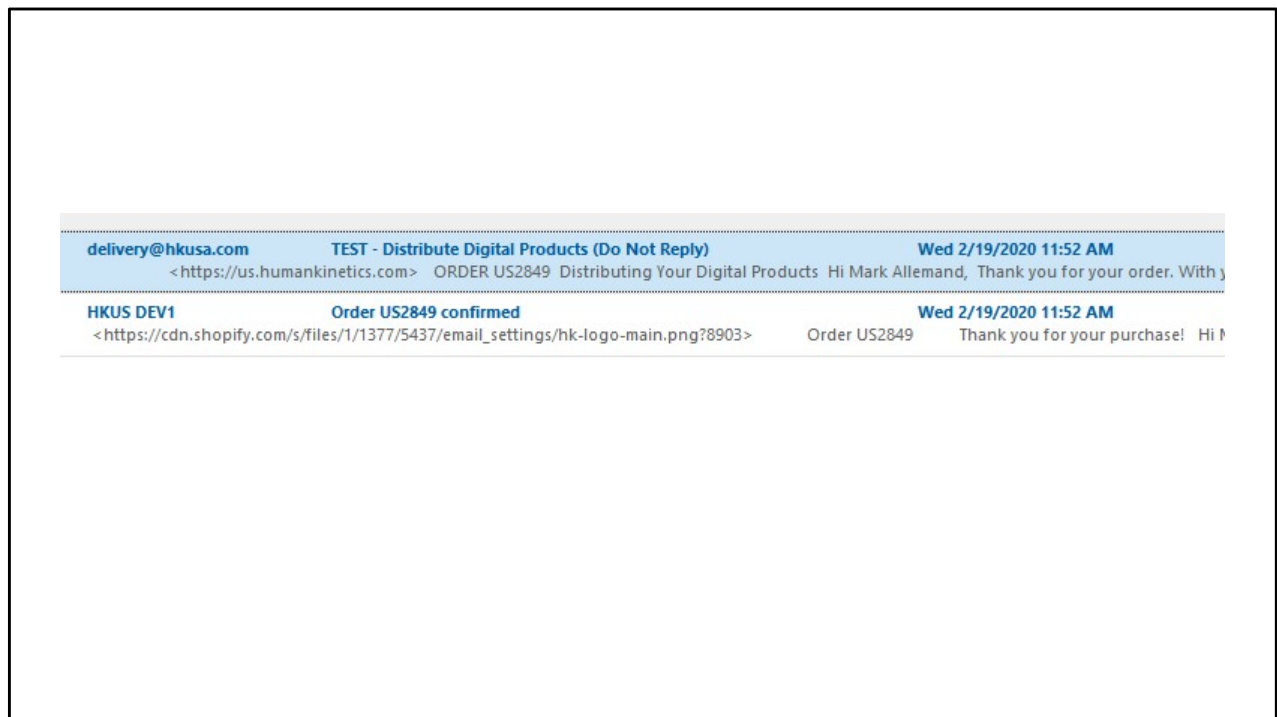 delivery@hkusa.com TEST - Distribute Digital Products (Do Not Reply) Wed 2/19/2020 11:52 AM
<https://us.humankinetics.com> ORDER US2849 Distributing Your Digital Products Hi Mark Allemand, Thank you for your order. With y
HKUS DEV1 Order US2849 confirmed Wed 2/19/2020 11:52 AM
<https://cdn.shopify.com/s/files/1/1377/5437/email_settings/hk-logo-main.png?8903> Order US2849 Thank you for your purchase! Hi